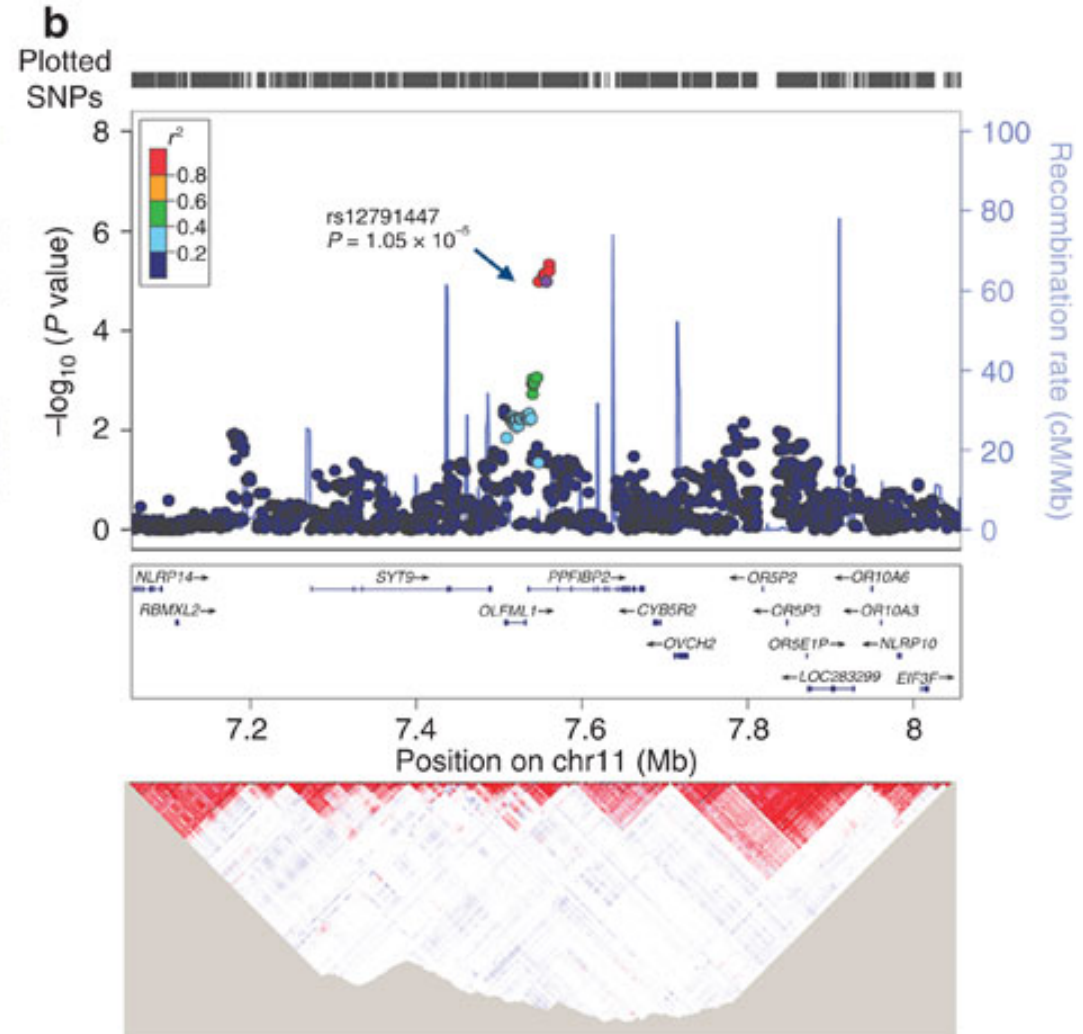 b
Plotted
SNPs
8
6
4
2
0
–log10 (P value)
r2
0.8
0.6
0.4
0.2
rs12791447
P = 1.05 × 10–5
100
80
60
40
20
0
Recombination rate (cM/Mb)
NLRP14→ SYT9→ PPFIBP2→ ←OR5P2 ←OR10A6
RBMXL2→ OLFML1→ ←CYB5R2 ←OR5P3 ←OR10A3
←OVCH2 OR5E1P→ ←NLRP10
←LOC283299 EIF3F→
7.2 7.4 7.6 7.8 8
Position on chr11 (Mb)